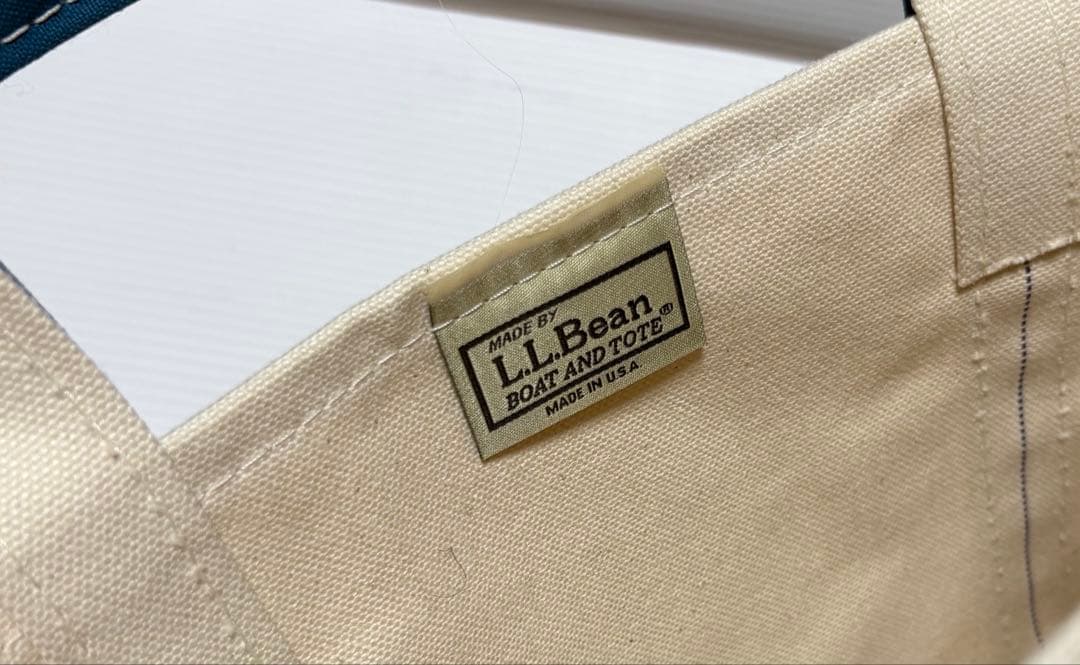 MADE BY
L.L.Bean
BOAT AND TOTE®
MADE IN U.S.A.